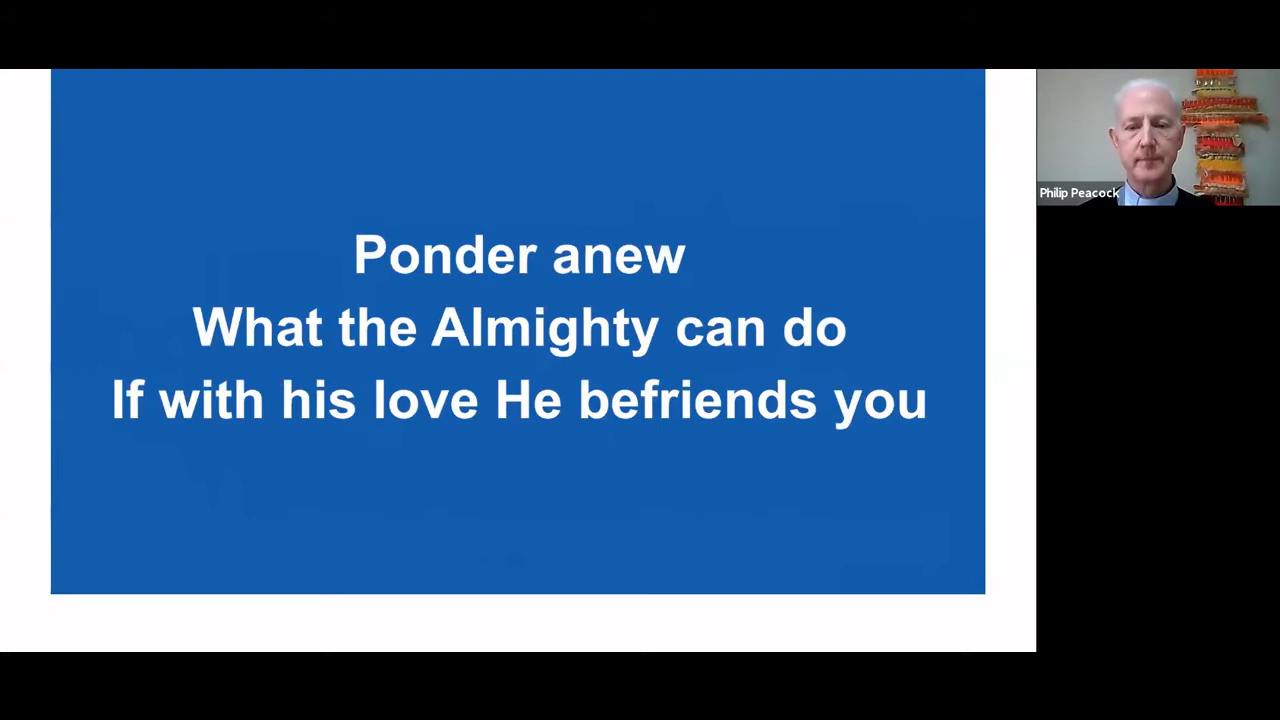 Ponder anew
What the Almighty can do
If with his love He befriends you
Philip Peacock